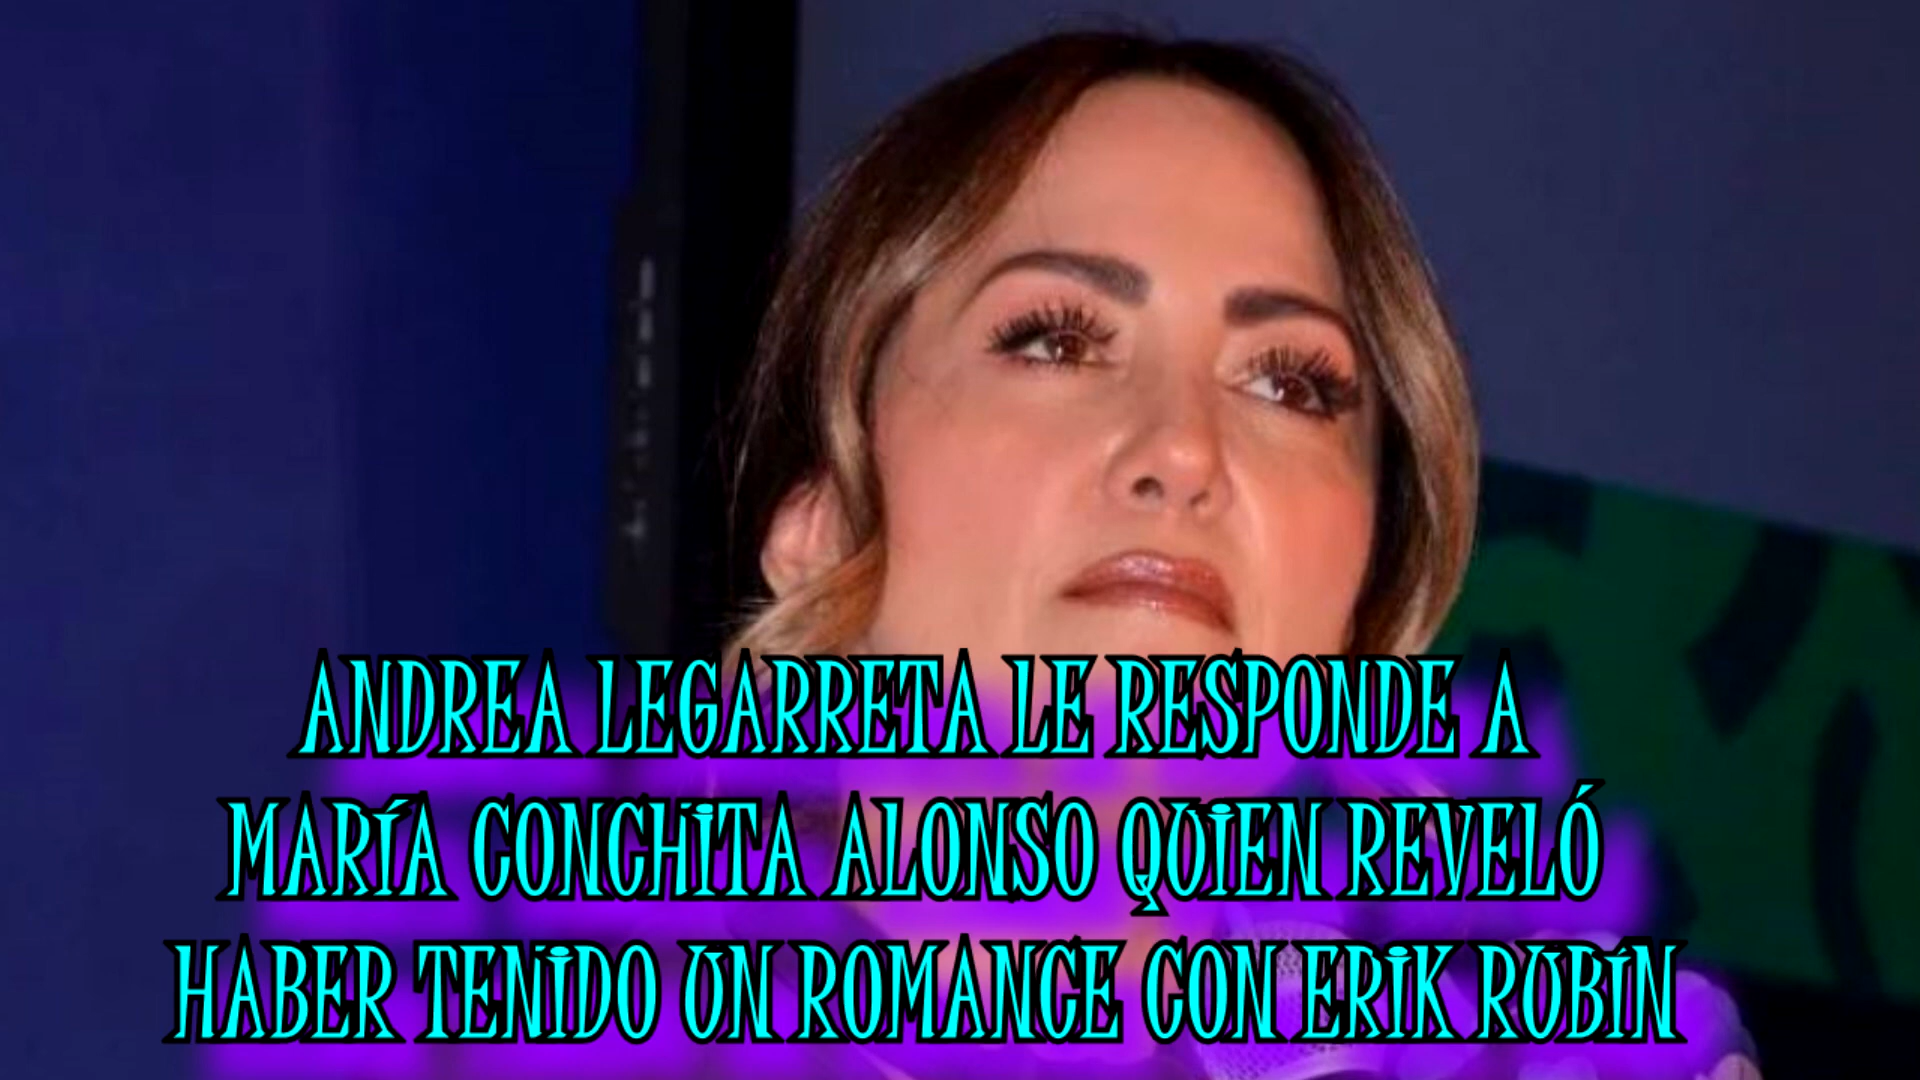 ANDREA LEGARRETA LE RESPONDE A
MARÍA CONCHITA ALONSO QUIEN REVELÓ
HABER TENIDO UN ROMANCE CON ERIK RUBÍN